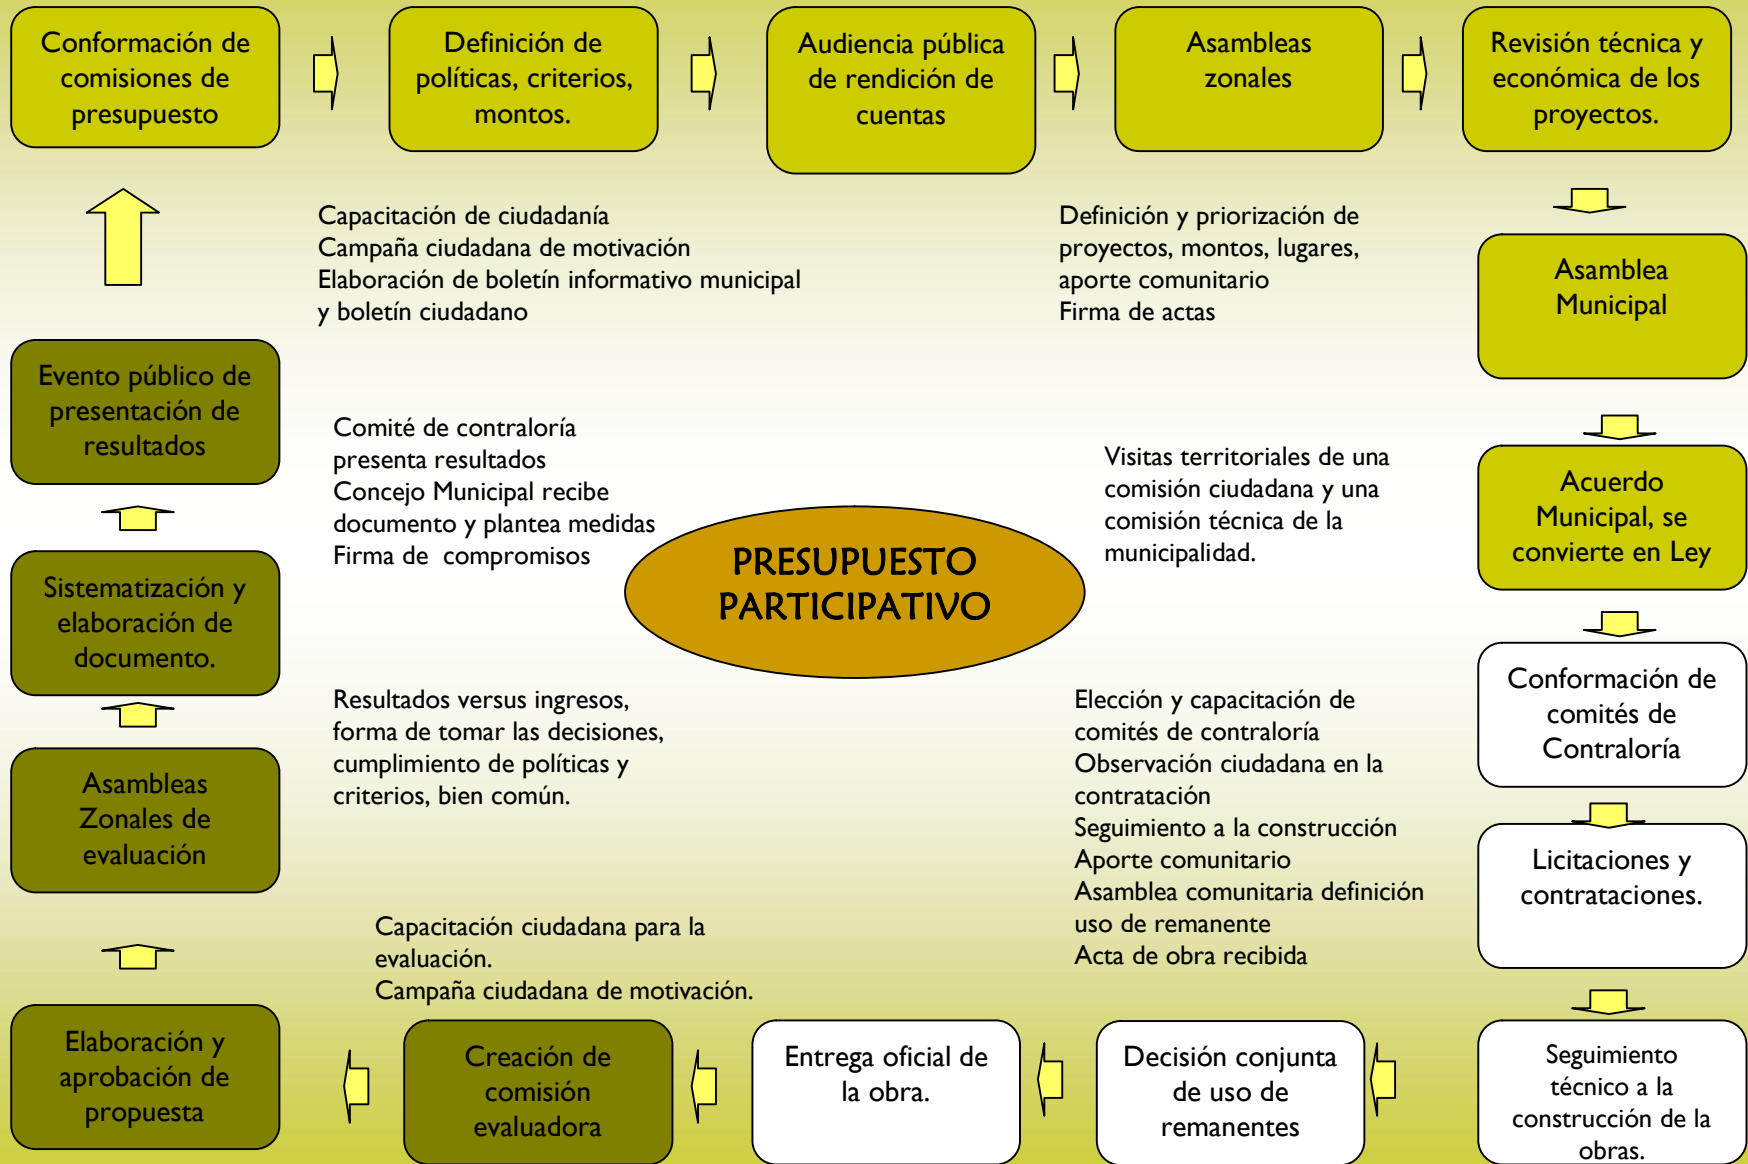 Conformación de
comisiones de
presupuesto
Definición de
políticas, criterios,
montos.
Audiencia pública
de rendición de
cuentas
Asambleas
zonales
Revisión técnica y
económica de los
proyectos.
Capacitación de ciudadanía
Campaña ciudadana de motivación
Elaboración de boletín informativo municipal
y boletín ciudadano
Definición y priorización de
proyectos, montos, lugares,
aporte comunitario
Firma de actas
Asamblea
Municipal
Evento público de
presentación de
resultados
Comité de contraloría
presenta resultados
Concejo Municipal recibe
documento y plantea medidas
Firma de  compromisos
Visitas territoriales de una
comisión ciudadana y una
comisión técnica de la
municipalidad.
Acuerdo
Municipal, se
convierte en Ley
PRESUPUESTO
PARTICIPATIVO
Sistematización y
elaboración de
documento.
Conformación de
comités de
Contraloría
Resultados versus ingresos,
forma de tomar las decisiones,
cumplimiento de políticas y
criterios, bien común.
Elección y capacitación de
comités de contraloría
Observación ciudadana en la
contratación
Seguimiento a la construcción
Aporte comunitario
Asamblea comunitaria definición
uso de remanente
Acta de obra recibida
Asambleas
Zonales de
evaluación
Licitaciones y
contrataciones.
Capacitación ciudadana para la
evaluación.
Campaña ciudadana de motivación.
Elaboración y
aprobación de
propuesta
Creación de
comisión
evaluadora
Entrega oficial de
la obra.
Decisión conjunta
de uso de
remanentes
Seguimiento
técnico a la
construcción de la
obras.